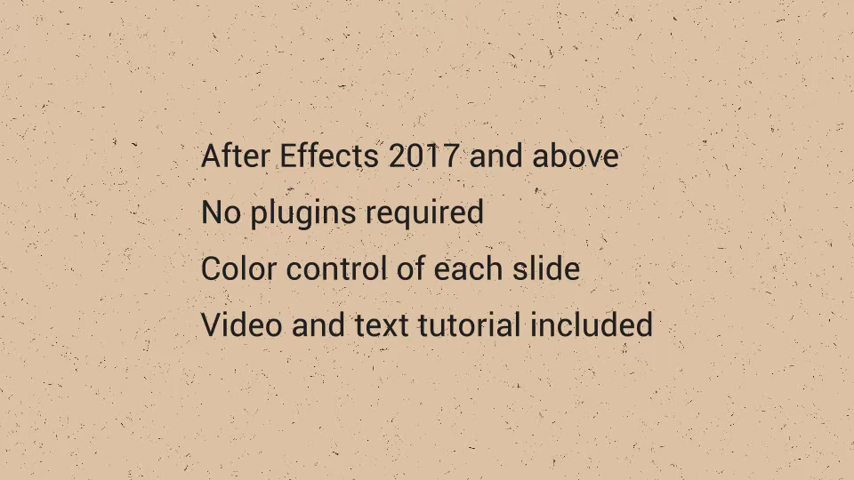 After Effects 2017 and above
No plugins required
Color control of each slide
Video and text tutorial included